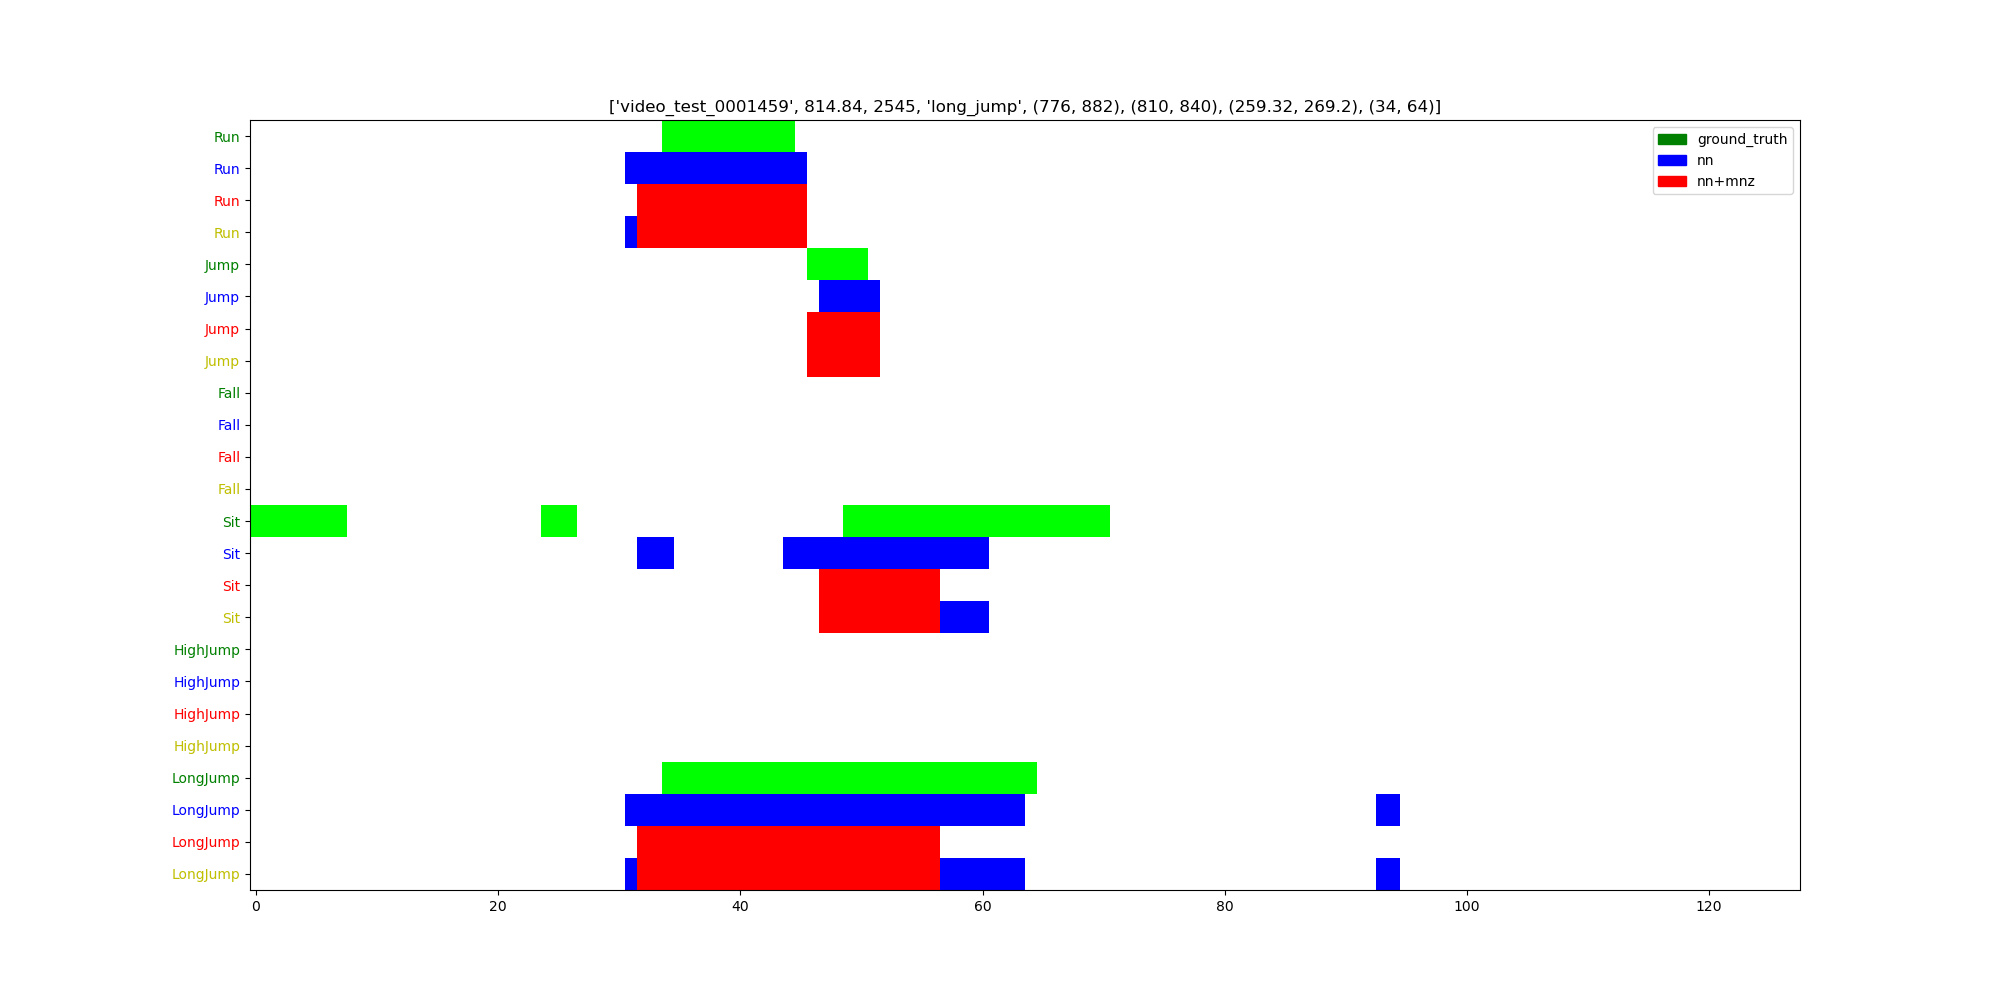 ['video_test_0001459', 814.84, 2545, 'long_jump', (776, 882), (810, 840), (259.32, 269.2), (34, 64)]
ground_truth
nn
nn+mnz
Run
Run
Run
Run
Jump
Jump
Jump
Jump
Fall
Fall
Fall
Fall
Sit
Sit
Sit
Sit
HighJump
HighJump
HighJump
HighJump
LongJump
LongJump
LongJump
LongJump
0 20 40 60 80 100 120